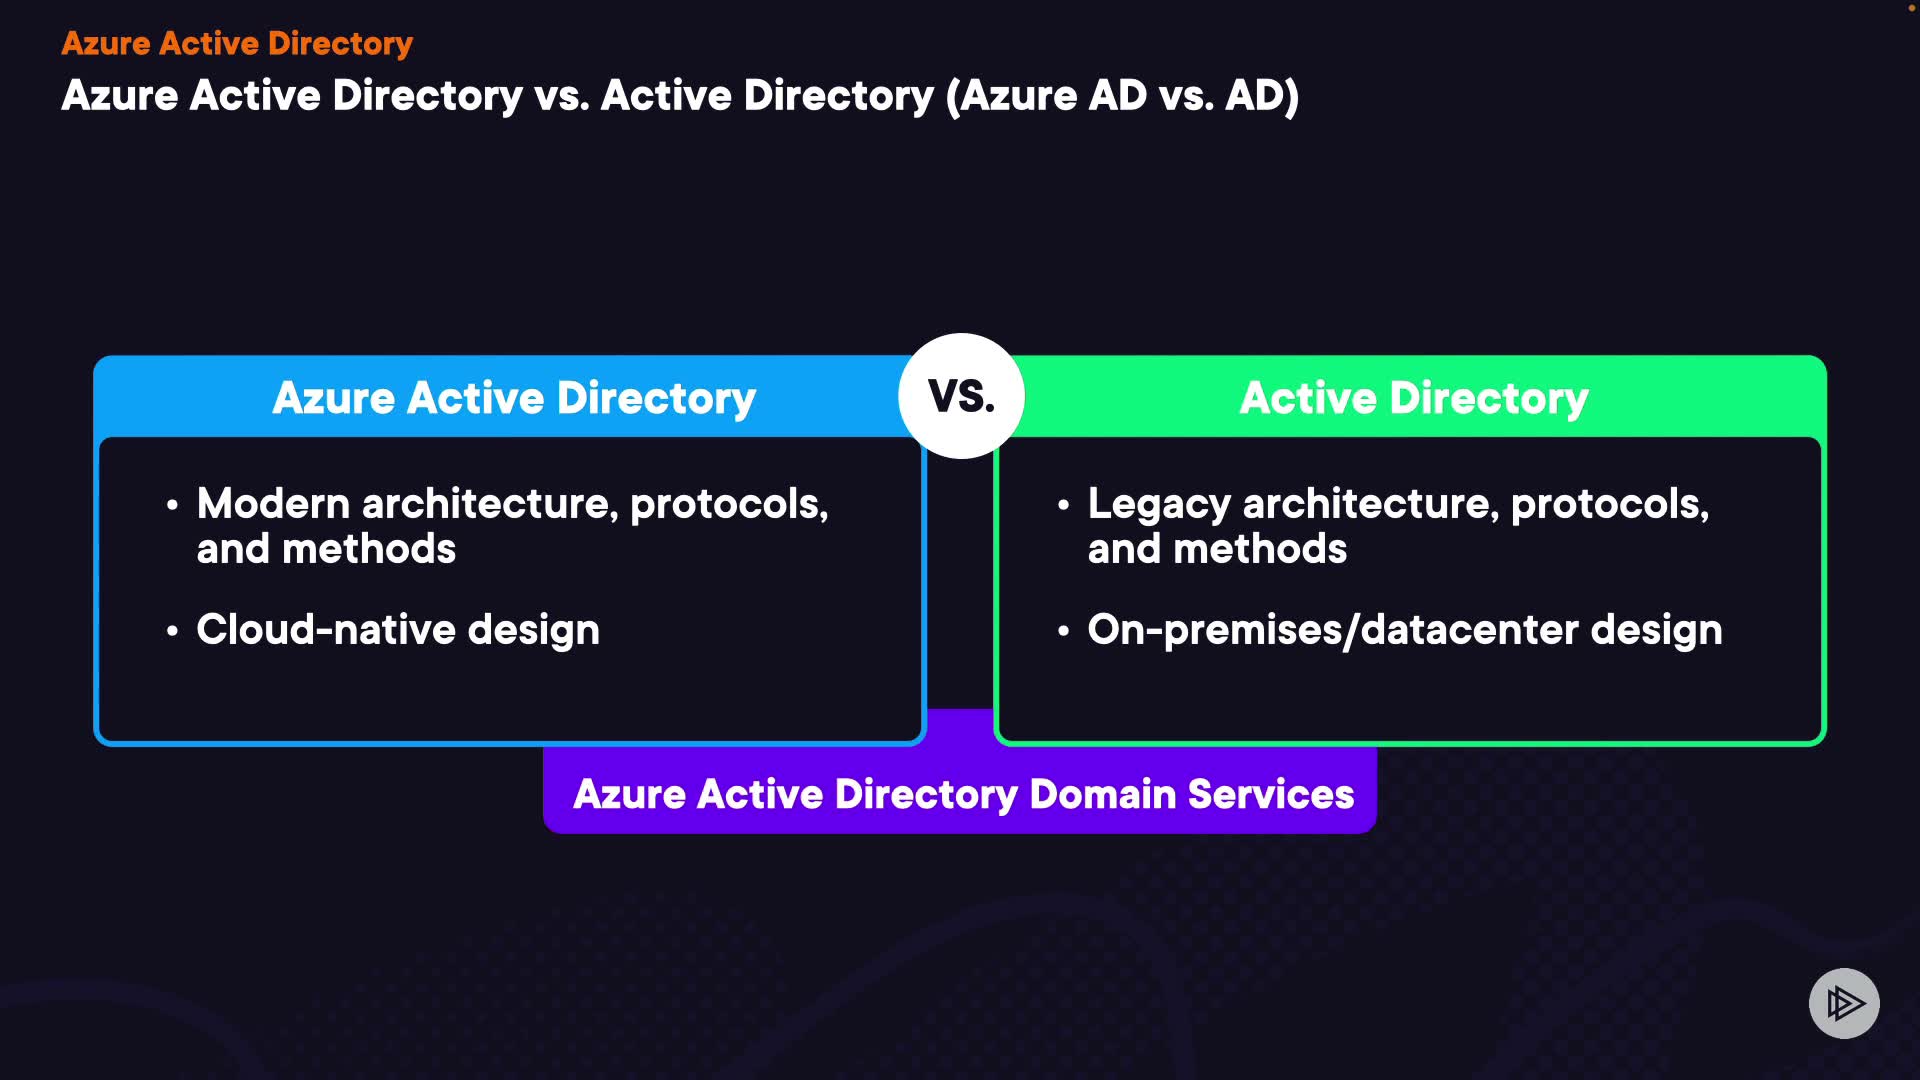 Azure Active Directory
Azure Active Directory vs. Active Directory (Azure AD vs. AD)
Azure Active Directory
VS.
Active Directory
• Modern architecture, protocols,
and methods
• Cloud-native design
• Legacy architecture, protocols,
and methods
• On-premises/datacenter design
Azure Active Directory Domain Services